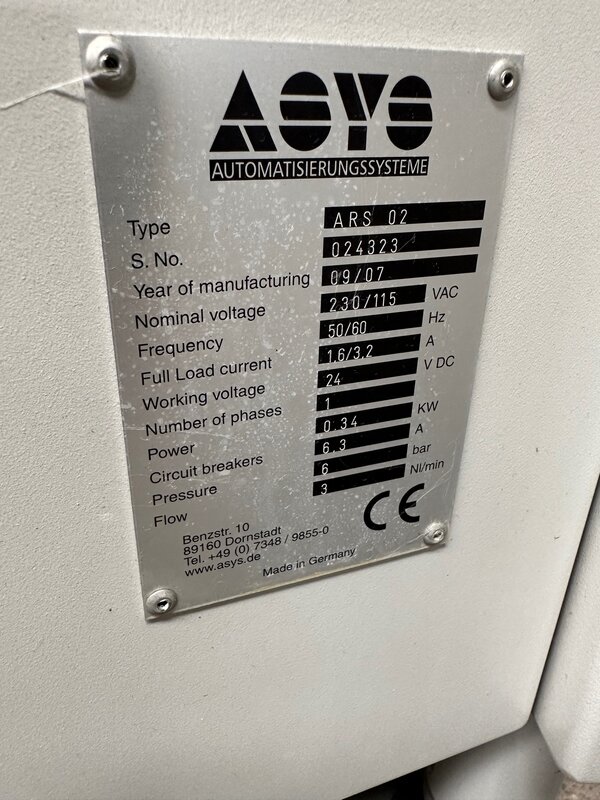 ASYS
AUTOMATISIERUNGSSYSTEME
Type ARS 02
S. No. 024323
Year of manufacturing 09/07
Nominal voltage 230/115 VAC
Frequency 50/60 Hz
Full Load current 1.6/3.2 A
Working voltage 24 V DC
Number of phases 1
Power 0.34 KW
Circuit breakers 6.3 A
Pressure 6 bar
Flow 3 Nl/min
Benzstr. 10
89160 Dornstadt
Tel. +49 (0) 7348 / 9855-0
www.asys.de
Made in Germany
CE